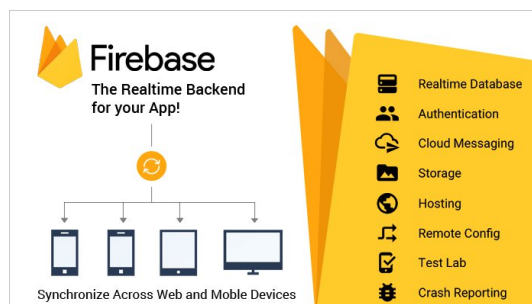 Firebase
The Realtime Backend
for your App!
Synchronize Across Web and Moble Devices
Realtime Database
Authentication
Cloud Messaging
Storage
Hosting
Remote Config
Test Lab
Crash Reporting